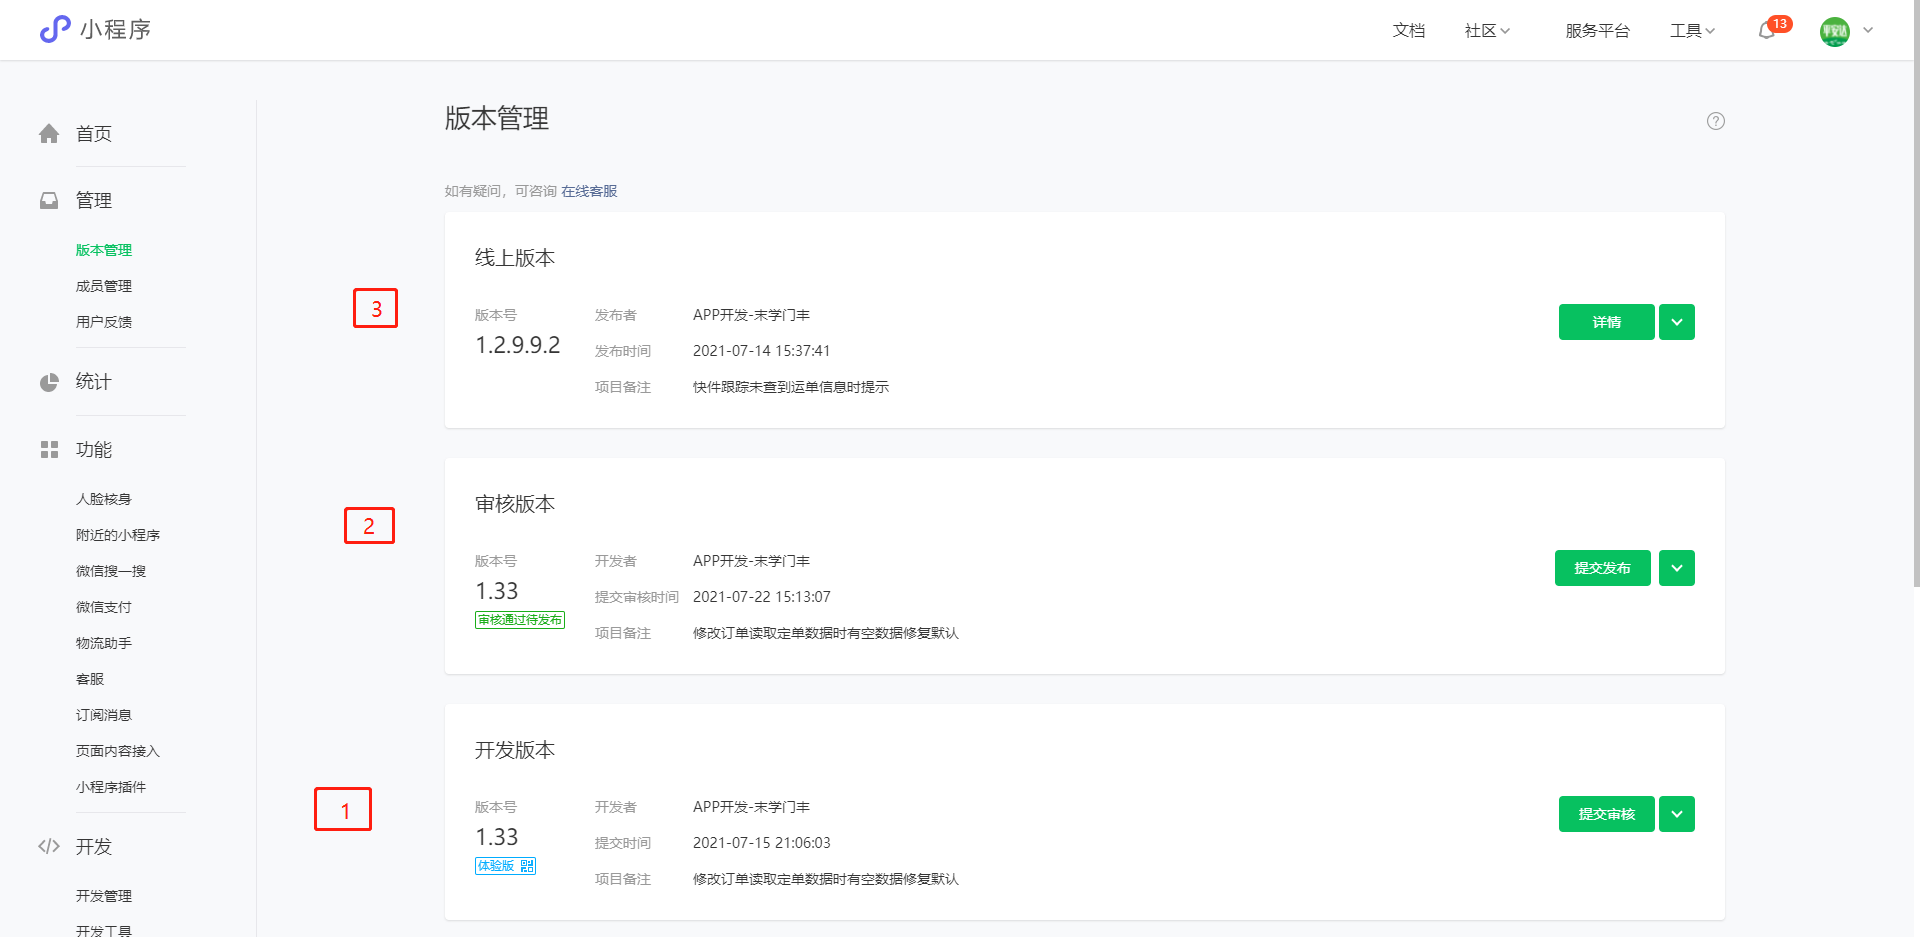 小程序
文档
社区
服务平台
工具
13
首页
管理
版本管理
成员管理
用户反馈
统计
功能
人脸核身
附近的小程序
微信搜一搜
微信支付
物流助手
客服
订阅消息
页面内容接入
小程序插件
开发
开发管理
开发工具
版本管理
如有疑问，可咨询 在线客服
3
线上版本
版本号
1.2.9.9.2
发布者 APP开发-末学门丰
发布时间 2021-07-14 15:37:41
项目备注 快件跟踪未查到运单信息时提示
详情
2
审核版本
版本号
1.33
审核通过待发布
开发者 APP开发-末学门丰
提交审核时间 2021-07-22 15:13:07
项目备注 修改订单读取定单数据时有空数据修复默认
提交发布
1
开发版本
版本号
1.33
体验版
开发者 APP开发-末学门丰
提交时间 2021-07-15 21:06:03
项目备注 修改订单读取定单数据时有空数据修复默认
提交审核